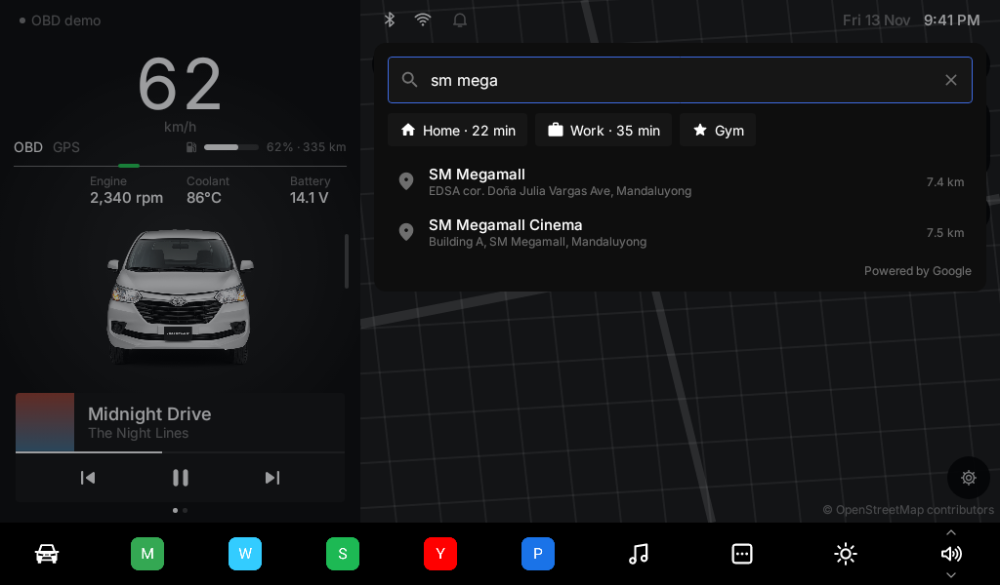 OBD demo
Fri 13 Nov 9:41 PM
62
km/h
OBD GPS
62% · 335 km
Engine Coolant Battery
2,340 rpm 86°C 14.1 V
sm mega
Home · 22 min Work · 35 min Gym
SM Megamall
EDSA cor. Doña Julia Vargas Ave, Mandaluyong
7.4 km
SM Megamall Cinema
Building A, SM Megamall, Mandaluyong
7.5 km
Powered by Google
Midnight Drive
The Night Lines
© OpenStreetMap contributors
M W S Y P